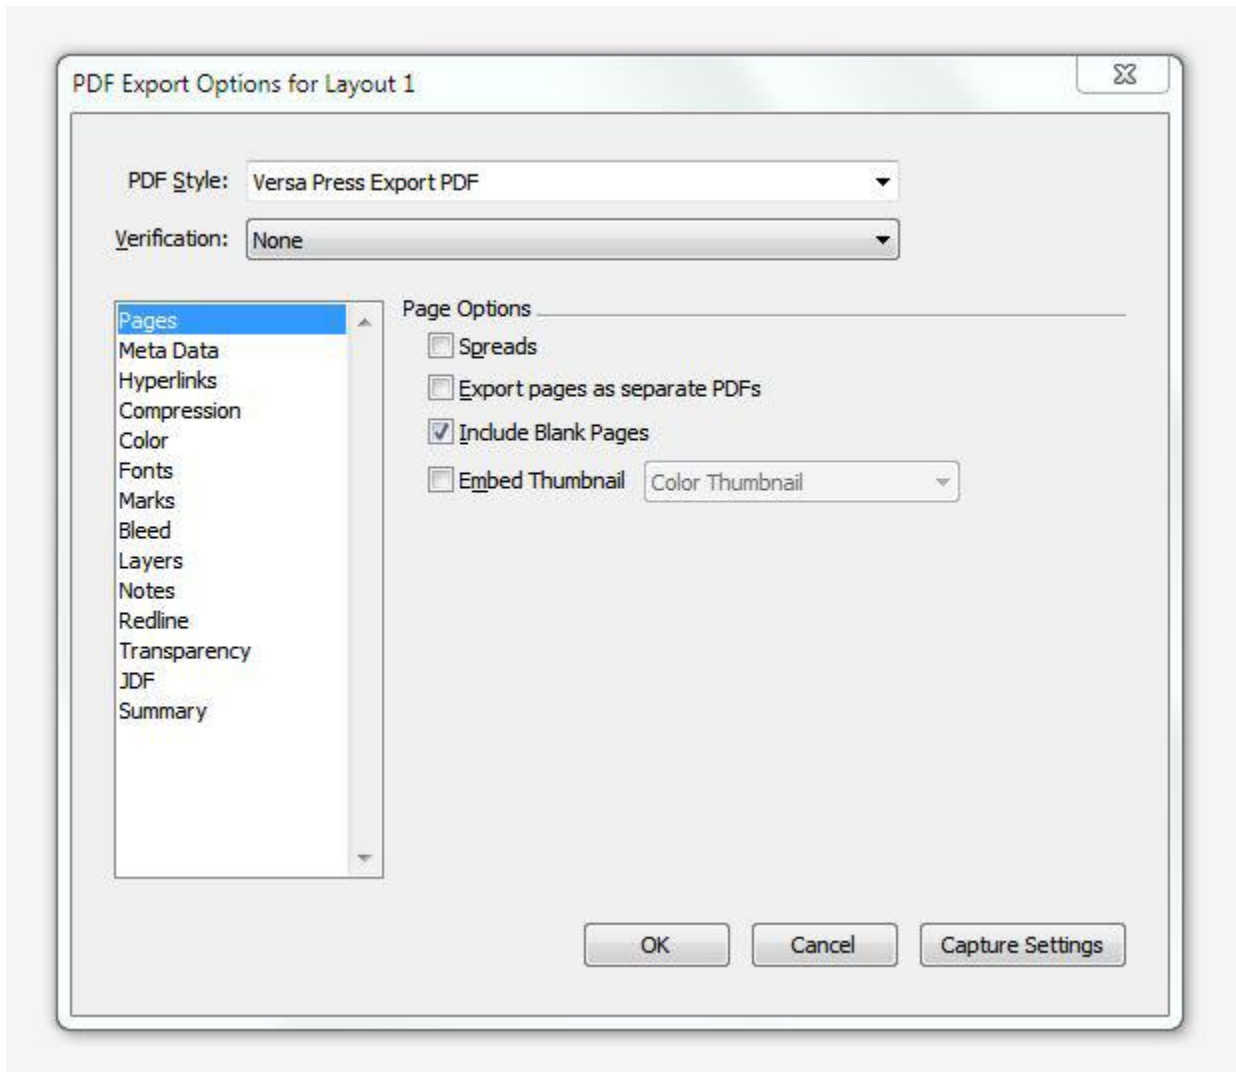 PDF Export Options for Layout 1
PDF Style: Versa Press Export PDF
Verification: None
Pages
Meta Data
Hyperlinks
Compression
Color
Fonts
Marks
Bleed
Layers
Notes
Redline
Transparency
JDF
Summary
Page Options
Spreads
Export pages as separate PDFs
Include Blank Pages
Embed Thumbnail Color Thumbnail
OK Cancel Capture Settings